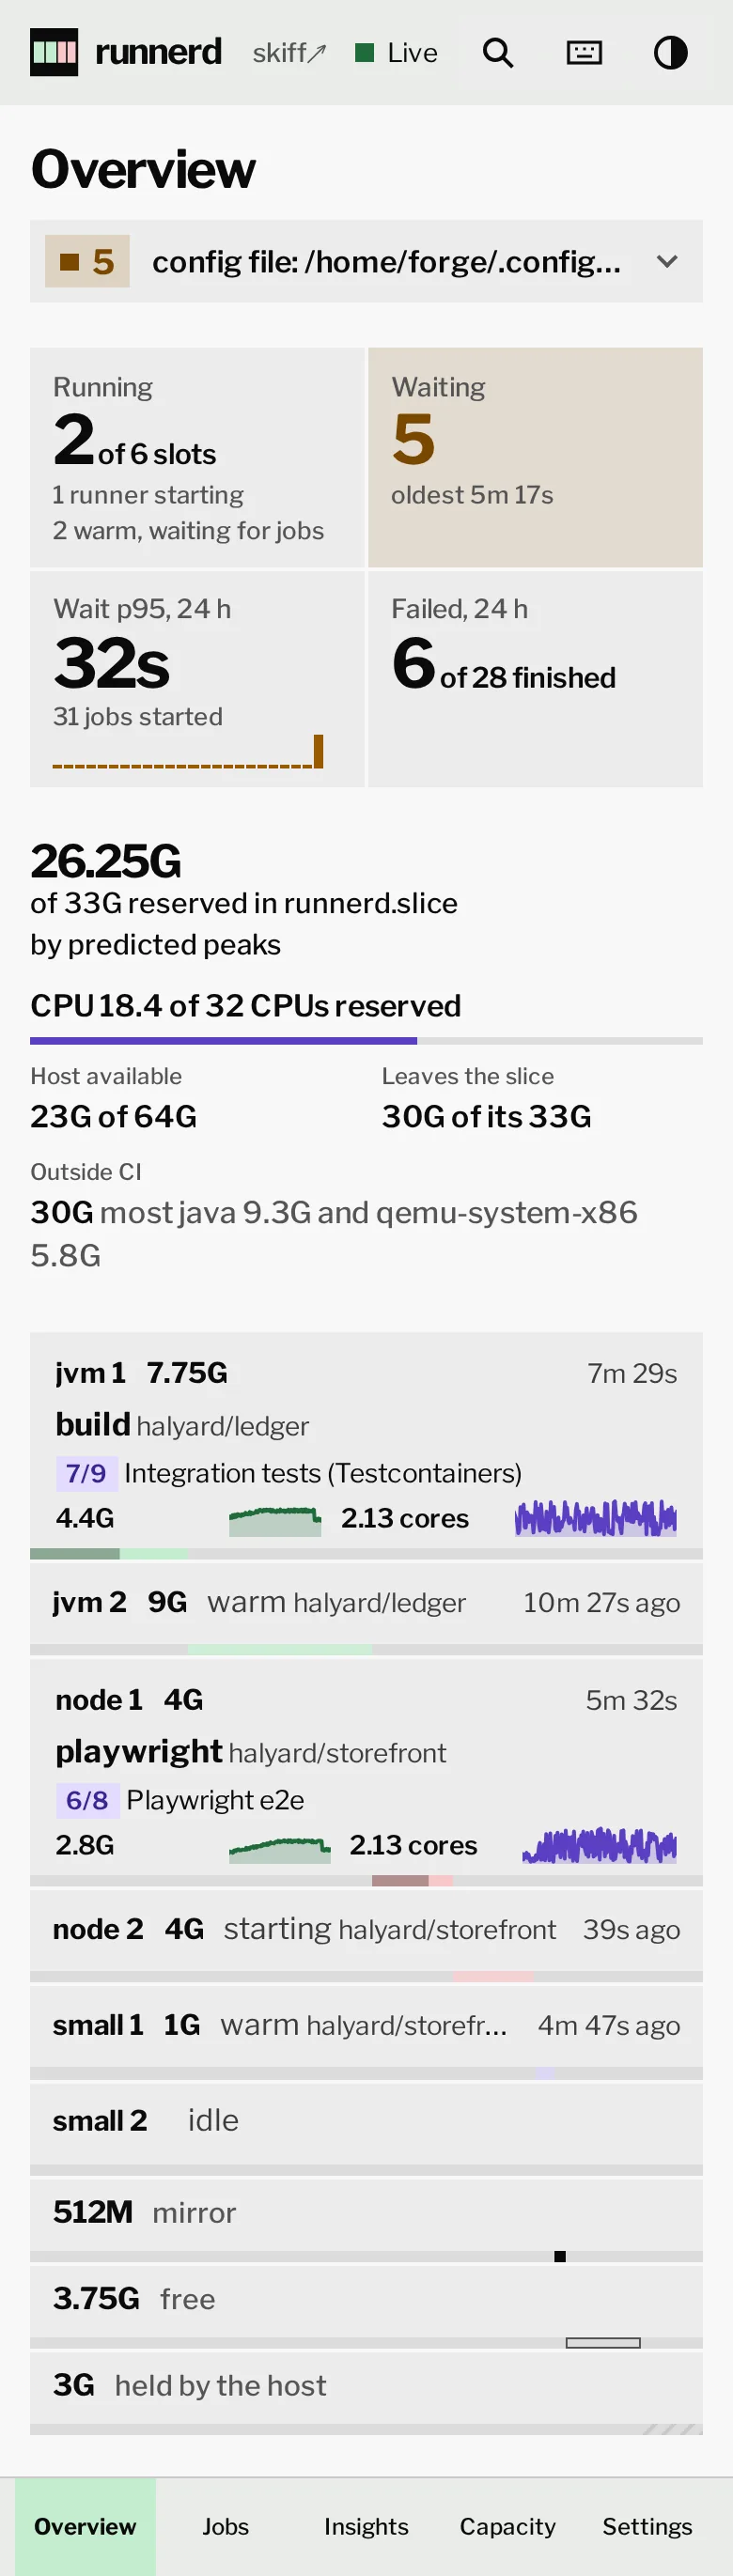 runnerd skiff↗ Live
Overview
5 config file: /home/forge/.config…
Running
2 of 6 slots
1 runner starting
2 warm, waiting for jobs
Waiting
5
oldest 5m 17s
Wait p95, 24 h
32s
31 jobs started
Failed, 24 h
6 of 28 finished
26.25G
of 33G reserved in runnerd.slice
by predicted peaks
CPU 18.4 of 32 CPUs reserved
Host available
23G of 64G
Leaves the slice
30G of its 33G
Outside CI
30G most java 9.3G and qemu-system-x86
5.8G
jvm 1 7.75G 7m 29s
build halyard/ledger
7/9 Integration tests (Testcontainers)
4.4G 2.13 cores
jvm 2 9G warm halyard/ledger 10m 27s ago
node 1 4G 5m 32s
playwright halyard/storefront
6/8 Playwright e2e
2.8G 2.13 cores
node 2 4G starting halyard/storefront 39s ago
small 1 1G warm halyard/storefr… 4m 47s ago
small 2 idle
512M mirror
3.75G free
3G held by the host
Overview Jobs Insights Capacity Settings